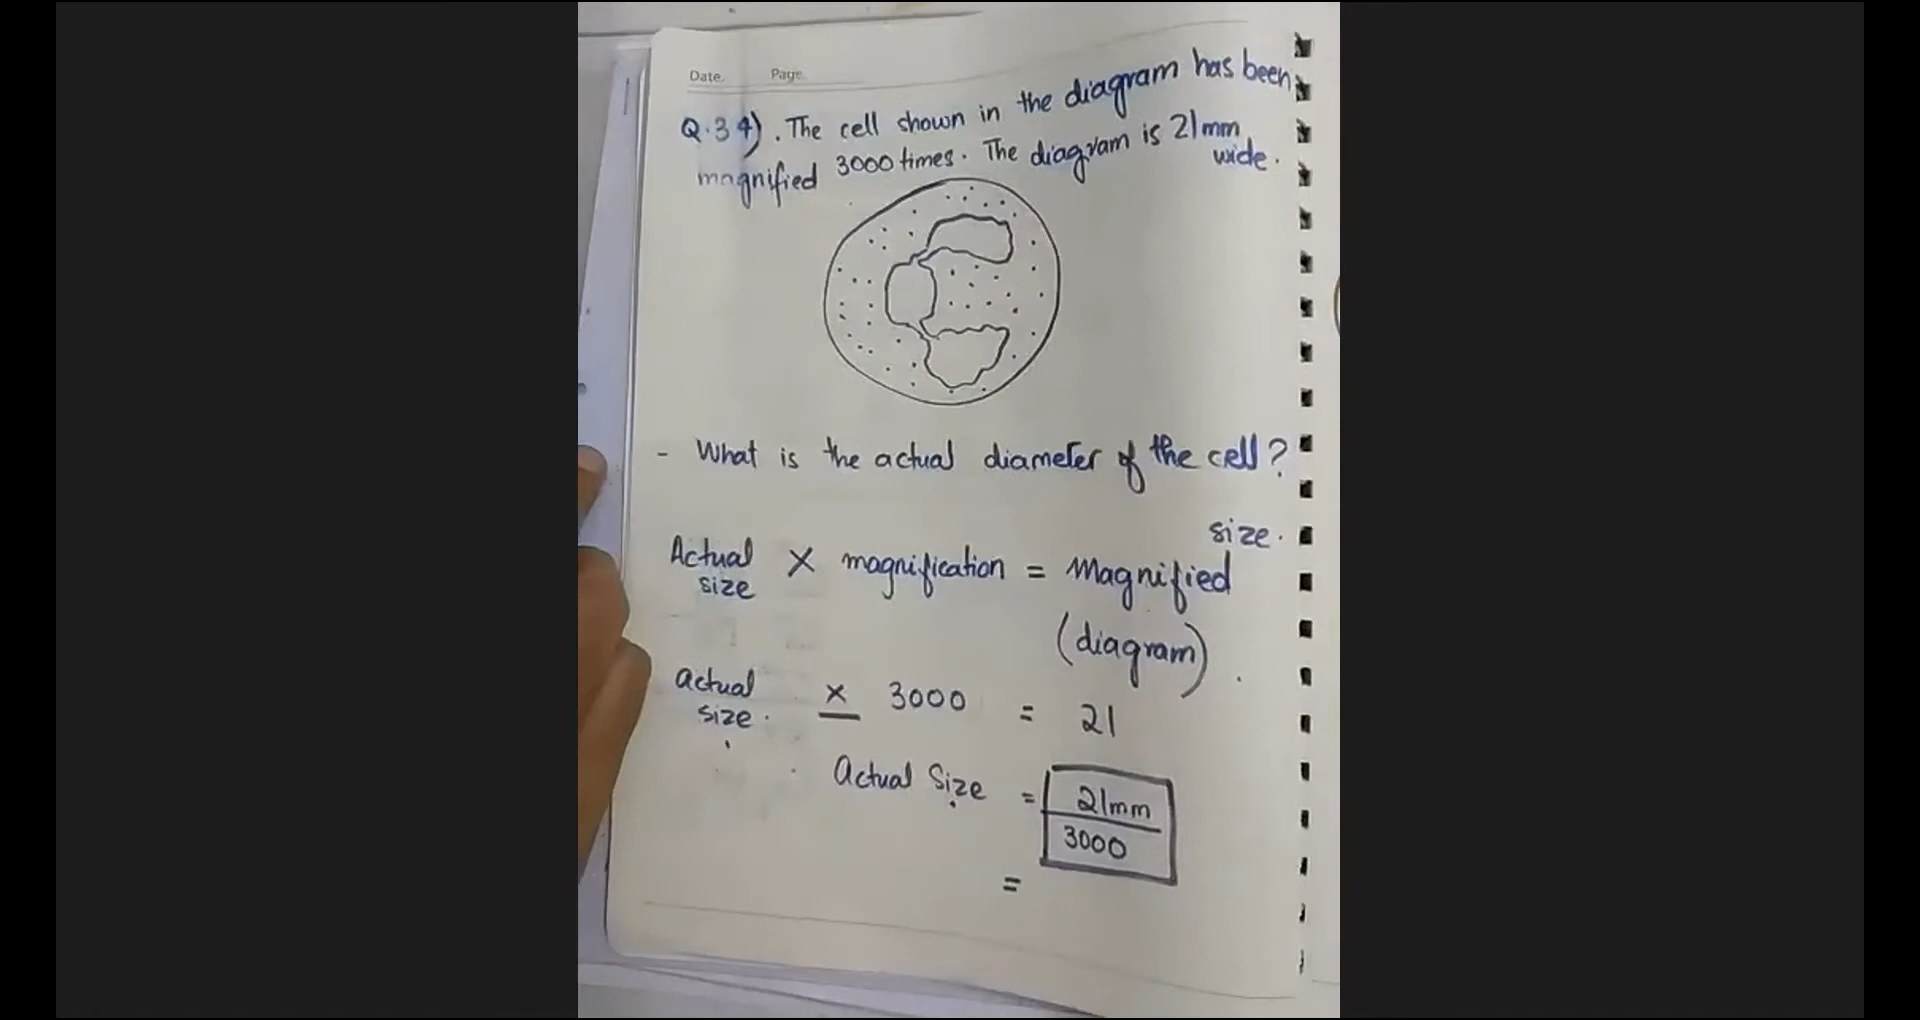 Date. Page.
Q.34). The cell shown in the diagram has been
magnified 3000 times. The diagram is 21mm
wide.
- What is the actual diameter of the cell?
size.
Actual × magnification = Magnified
size
(diagram).
actual × 3000 = 21
size.
Actual Size = 21mm
3000
=